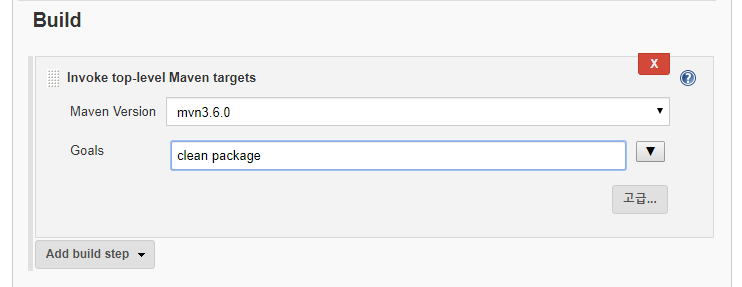 Build
Invoke top-level Maven targets
X
?
Maven Version
mvn3.6.0
Goals
clean package
고급...
Add build step